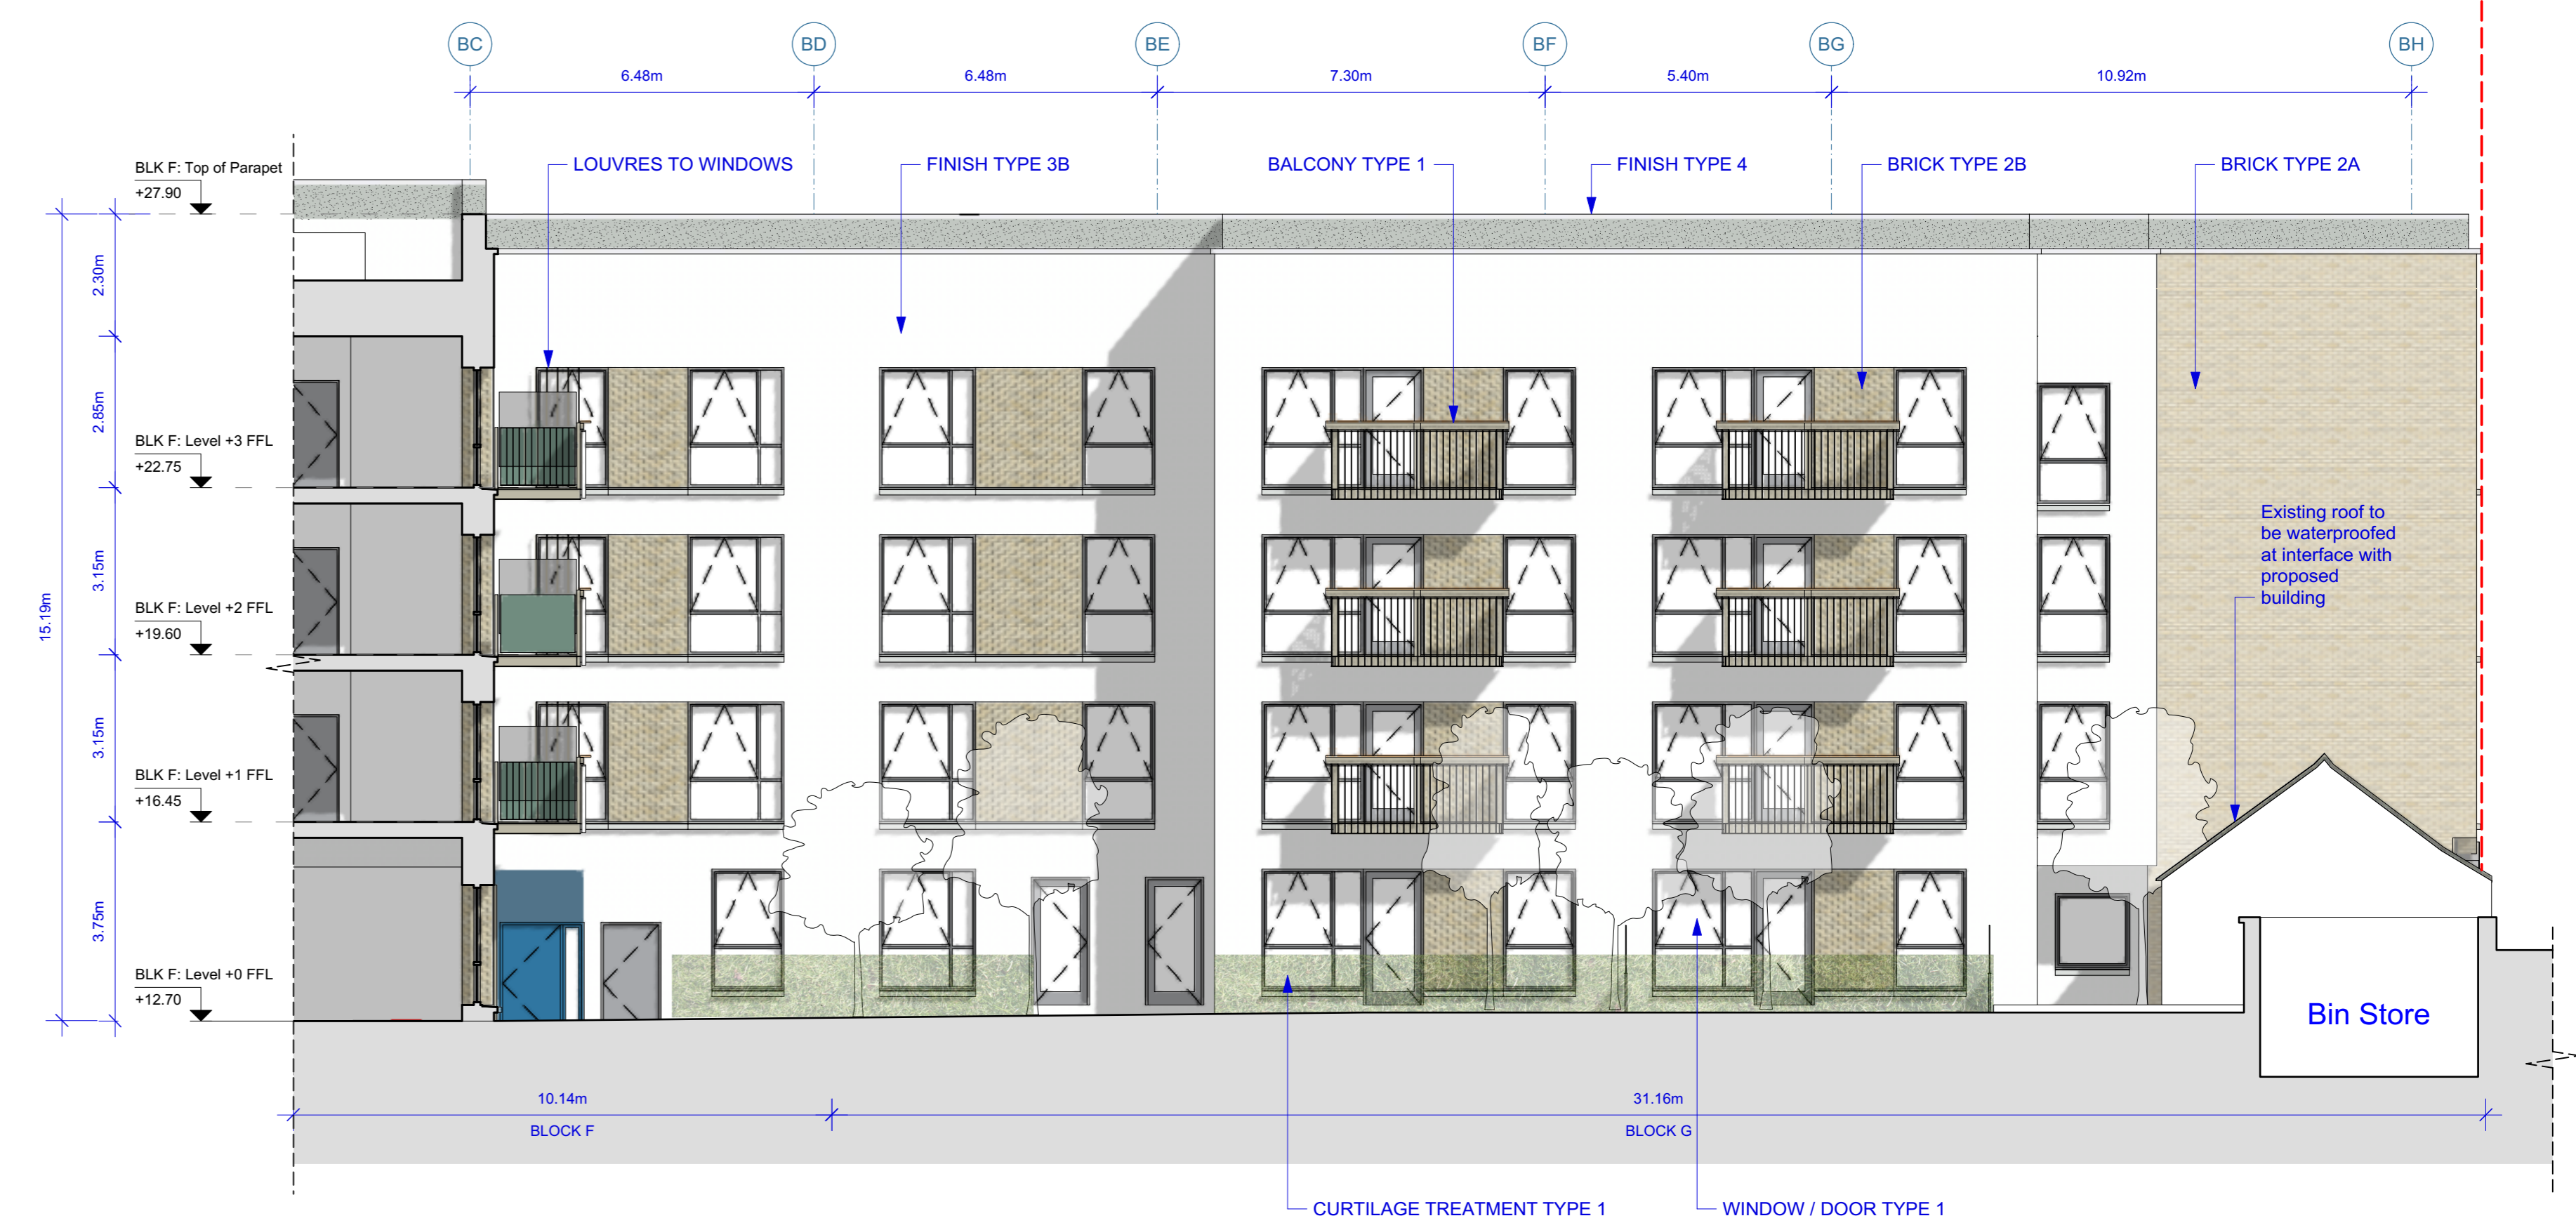 BC
BD
BE
BF
BG
BH
6.48m
6.48m
7.30m
5.40m
10.92m
LOUVRES TO WINDOWS
FINISH TYPE 3B
BALCONY TYPE 1
FINISH TYPE 4
BRICK TYPE 2B
BRICK TYPE 2A
BLK F: Top of Parapet
+27.90
2.30m
2.85m
BLK F: Level +3 FFL
+22.75
3.15m
15.19m
BLK F: Level +2 FFL
+19.60
3.15m
BLK F: Level +1 FFL
+16.45
3.75m
BLK F: Level +0 FFL
+12.70
Existing roof to
be waterproofed
at interface with
proposed
building
Bin Store
10.14m
BLOCK F
31.16m
BLOCK G
CURTILAGE TREATMENT TYPE 1
WINDOW / DOOR TYPE 1